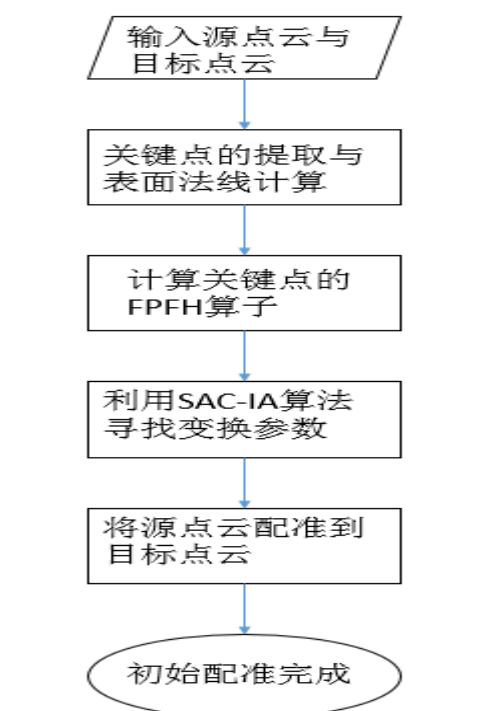 输入源点云与
目标点云
关键点的提取与
表面法线计算
计算关键点的
FPFH算子
利用SAC-IA算法
寻找变换参数
将源点云配准到
目标点云
初始配准完成